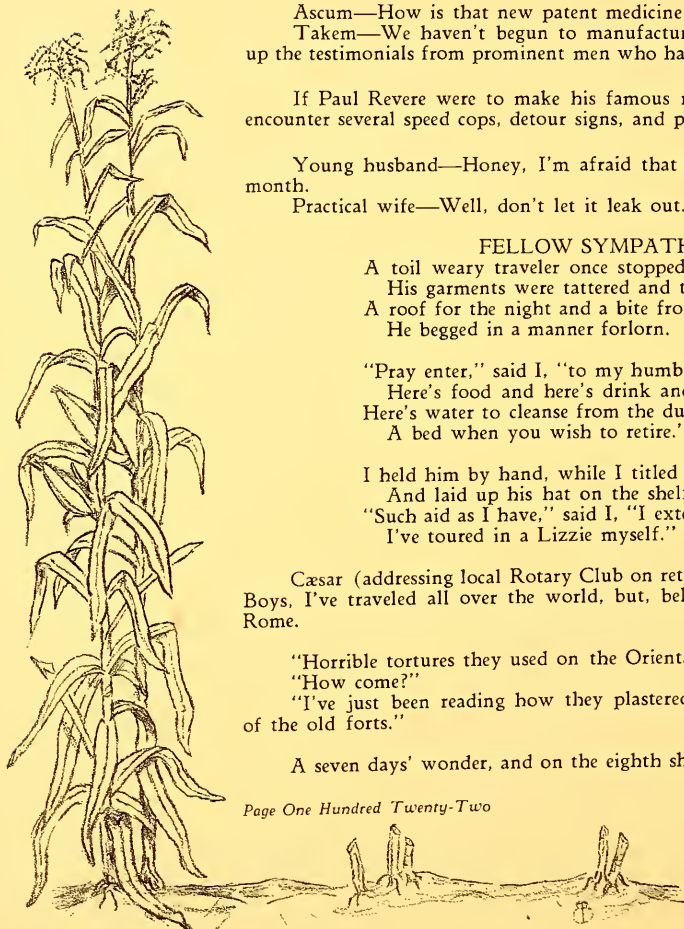 Ascum—How is that new patent medicine
Takem—We haven't begun to manufactur
up the testimonials from prominent men who ha
If Paul Revere were to make his famous
encounter several speed cops, detour signs, and p
Young husband—Honey, I'm afraid that
month.
Practical wife—Well, don't let it leak out.
FELLOW SYMPATH
A toil weary traveler once stopped
His garments were tattered and t
A roof for the night and a bite fro
He begged in a manner forlorn.
"Pray enter," said I, "to my humb
Here's food and here's drink and
Here's water to cleanse from the du
A bed when you wish to retire."
I held him by hand, while I titled
And laid up his hat on the shel
"Such aid as I have," said I, "I exte
I've toured in a Lizzie myself."
Cæsar (addressing local Rotary Club on ret
Boys, I've traveled all over the world, but, bel
Rome.
"Horrible tortures they used on the Orient
"How come?"
"I've just been reading how they plastered
of the old forts."
A seven days' wonder, and on the eighth sh
Page One Hundred Twenty-Two